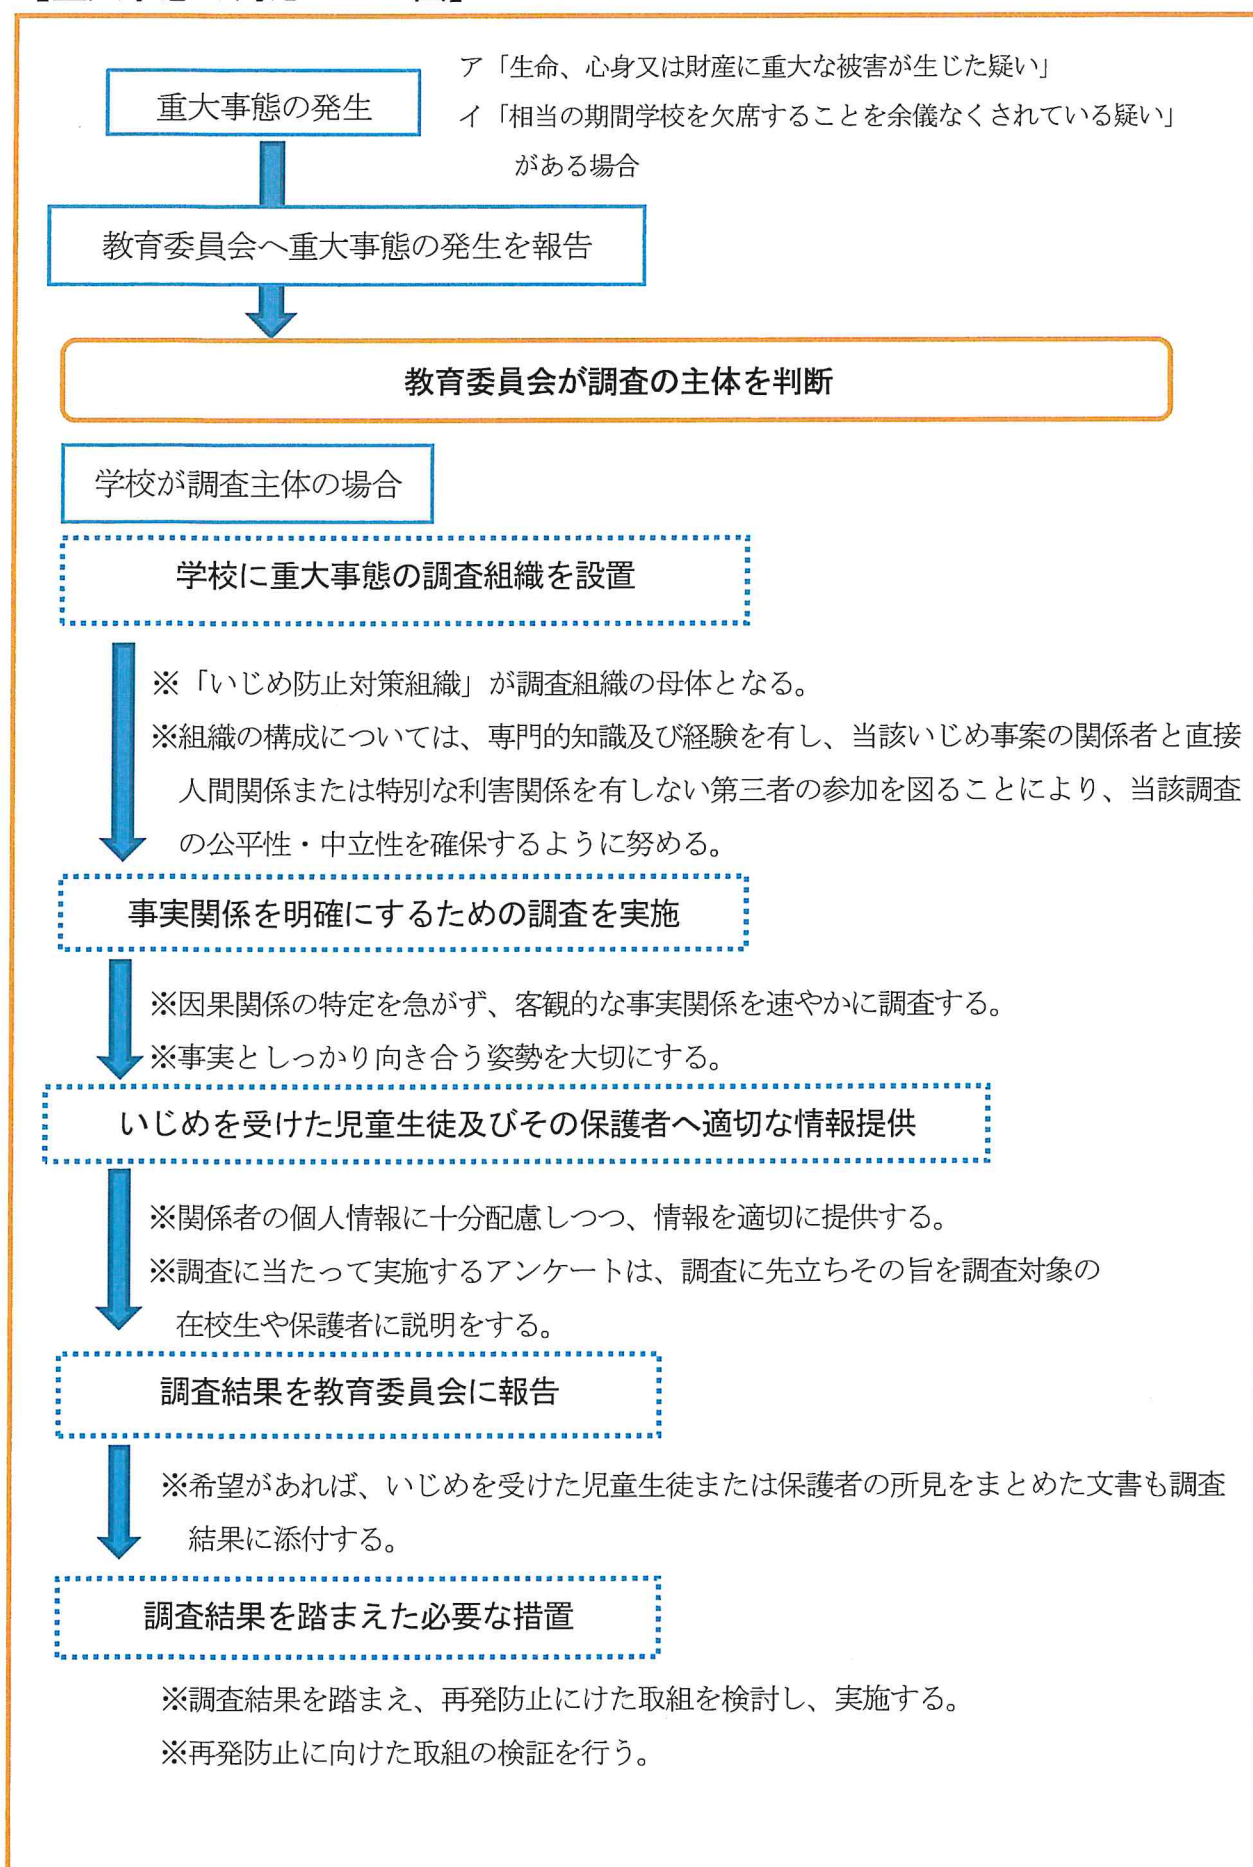 重大事態の発生
ア「生命、心身又は財産に重大な被害が生じた疑い」
イ「相当の期間学校を欠席することを余儀なくされている疑い」
がある場合
教育委員会へ重大事態の発生を報告
教育委員会が調査の主体を判断
学校が調査主体の場合
学校に重大事態の調査組織を設置
※「いじめ防止対策組織」が調査組織の母体となる。
※組織の構成については、専門的知識及び経験を有し、当該いじめ事案の関係者と直接
人間関係または特別な利害関係を有しない第三者の参加を図ることにより、当該調査
の公平性・中立性を確保するように努める。
事実関係を明確にするための調査を実施
※因果関係の特定を急がず、客観的な事実関係を速やかに調査する。
※事実としっかり向き合う姿勢を大切にする。
いじめを受けた児童生徒及びその保護者へ適切な情報提供
※関係者の個人情報に十分配慮しつつ、情報を適切に提供する。
※調査に当たって実施するアンケートは、調査に先立ちその旨を調査対象の
在校生や保護者に説明をする。
調査結果を教育委員会に報告
※希望があれば、いじめを受けた児童生徒または保護者の所見をまとめた文書も調査
結果に添付する。
調査結果を踏まえた必要な措置
※調査結果を踏まえ、再発防止にけた取組を検討し、実施する。
※再発防止に向けた取組の検証を行う。